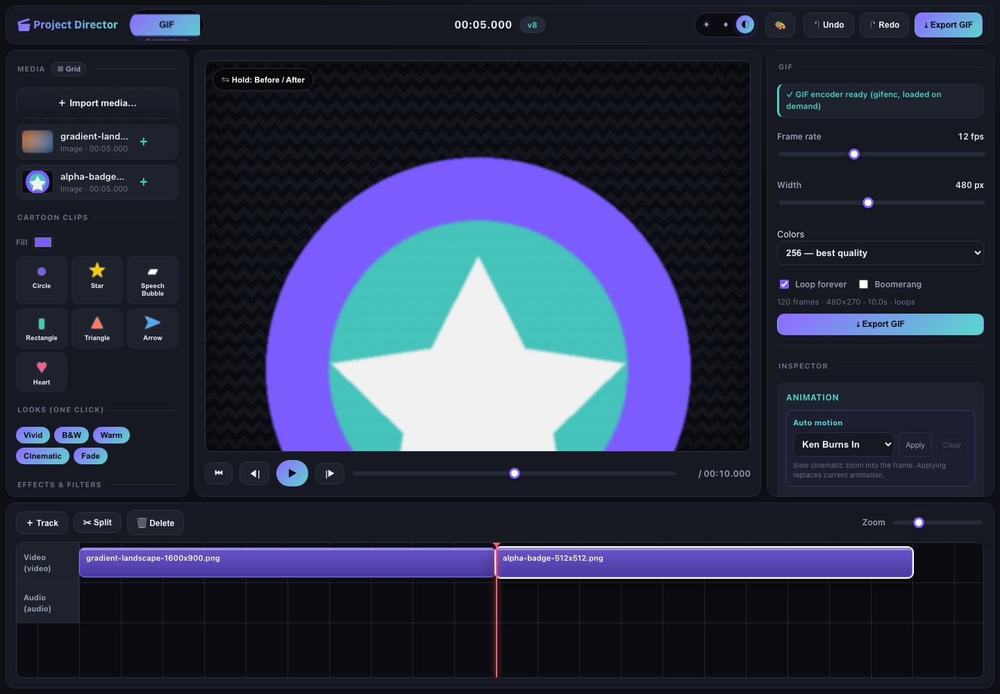 Project Director
GIF
00:05.000
v8
Undo
Redo
Export GIF
MEDIA
Grid
+ Import media...
gradient-land...
Image · 00:05.000
+
alpha-badge...
Image · 00:05.000
+
CARTOON CLIPS
Fill
Circle
Star
Speech
Bubble
Rectangle
Triangle
Arrow
Heart
LOOKS (ONE CLICK)
Vivid
B&W
Warm
Cinematic
Fade
EFFECTS & FILTERS
Hold: Before / After
/ 00:10.000
GIF
✓ GIF encoder ready (gifenc, loaded on
demand)
Frame rate
12 fps
Width
480 px
Colors
256 — best quality
Loop forever
Boomerang
120 frames · 480×270 · 10.0s · loops
Export GIF
INSPECTOR
ANIMATION
Auto motion
Ken Burns In
Apply
Clear
Slow cinematic zoom into the frame. Applying
replaces current animation.
+ Track
Split
Delete
Zoom
Video
(video)
gradient-landscape-1600x900.png
alpha-badge-512x512.png
Audio
(audio)